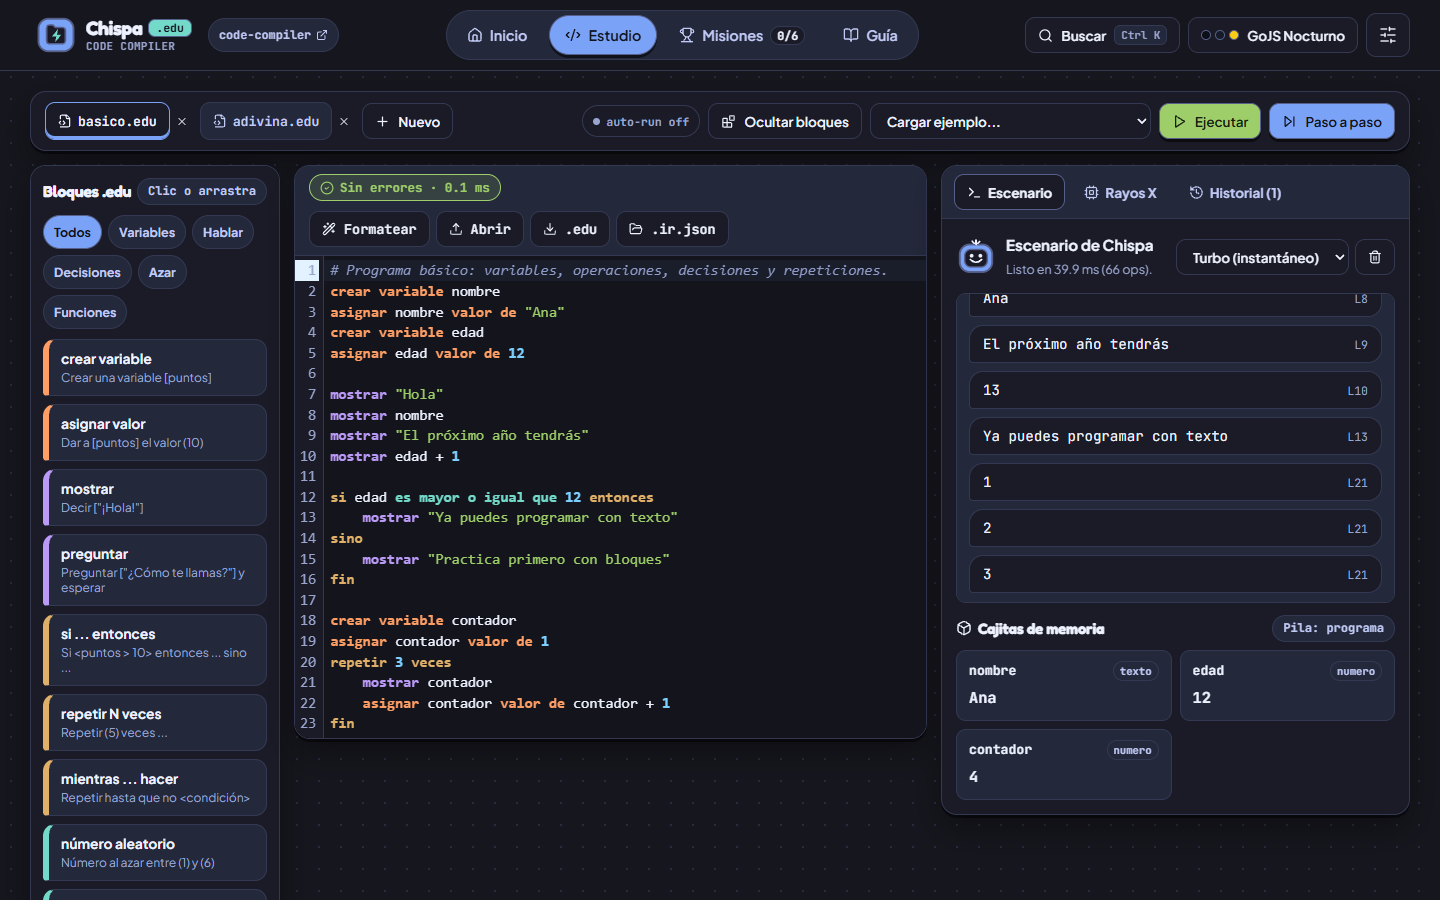 Chispa .edu
CODE COMPILER
code-compiler
Inicio
Estudio
Misiones 0/6
Guía
Buscar Ctrl K
GoJS Nocturno
basico.edu ×
adivina.edu ×
+ Nuevo
auto-run off
Ocultar bloques
Cargar ejemplo...
Ejecutar
Paso a paso
Bloques .edu
Clic o arrastra
Todos
Variables
Hablar
Decisiones
Azar
Funciones
crear variable
Crear una variable [puntos]
asignar valor
Dar a [puntos] el valor (10)
mostrar
Decir ["¡Hola!"]
preguntar
Preguntar ["¿Cómo te llamas?"] y
esperar
si ... entonces
Si <puntos > 10> entonces ... sino
...
repetir N veces
Repetir (5) veces ...
mientras ... hacer
Repetir hasta que no <condición>
número aleatorio
Número al azar entre (1) y (6)
Sin errores · 0.1 ms
Formatear
Abrir
.edu
.ir.json
1 # Programa básico: variables, operaciones, decisiones y repeticiones.
2 crear variable nombre
3 asignar nombre valor de "Ana"
4 crear variable edad
5 asignar edad valor de 12
6
7 mostrar "Hola"
8 mostrar nombre
9 mostrar "El próximo año tendrás"
10 mostrar edad + 1
11
12 si edad es mayor o igual que 12 entonces
13 mostrar "Ya puedes programar con texto"
14 sino
15 mostrar "Practica primero con bloques"
16 fin
17
18 crear variable contador
19 asignar contador valor de 1
20 repetir 3 veces
21 mostrar contador
22 asignar contador valor de contador + 1
23 fin
Escenario
Rayos X
Historial (1)
Escenario de Chispa
Listo en 39.9 ms (66 ops).
Turbo (instantáneo)
Ana L8
El próximo año tendrás L9
13 L10
Ya puedes programar con texto L13
1 L21
2 L21
3 L21
Cajitas de memoria
Pila: programa
nombre texto
Ana
edad numero
12
contador numero
4